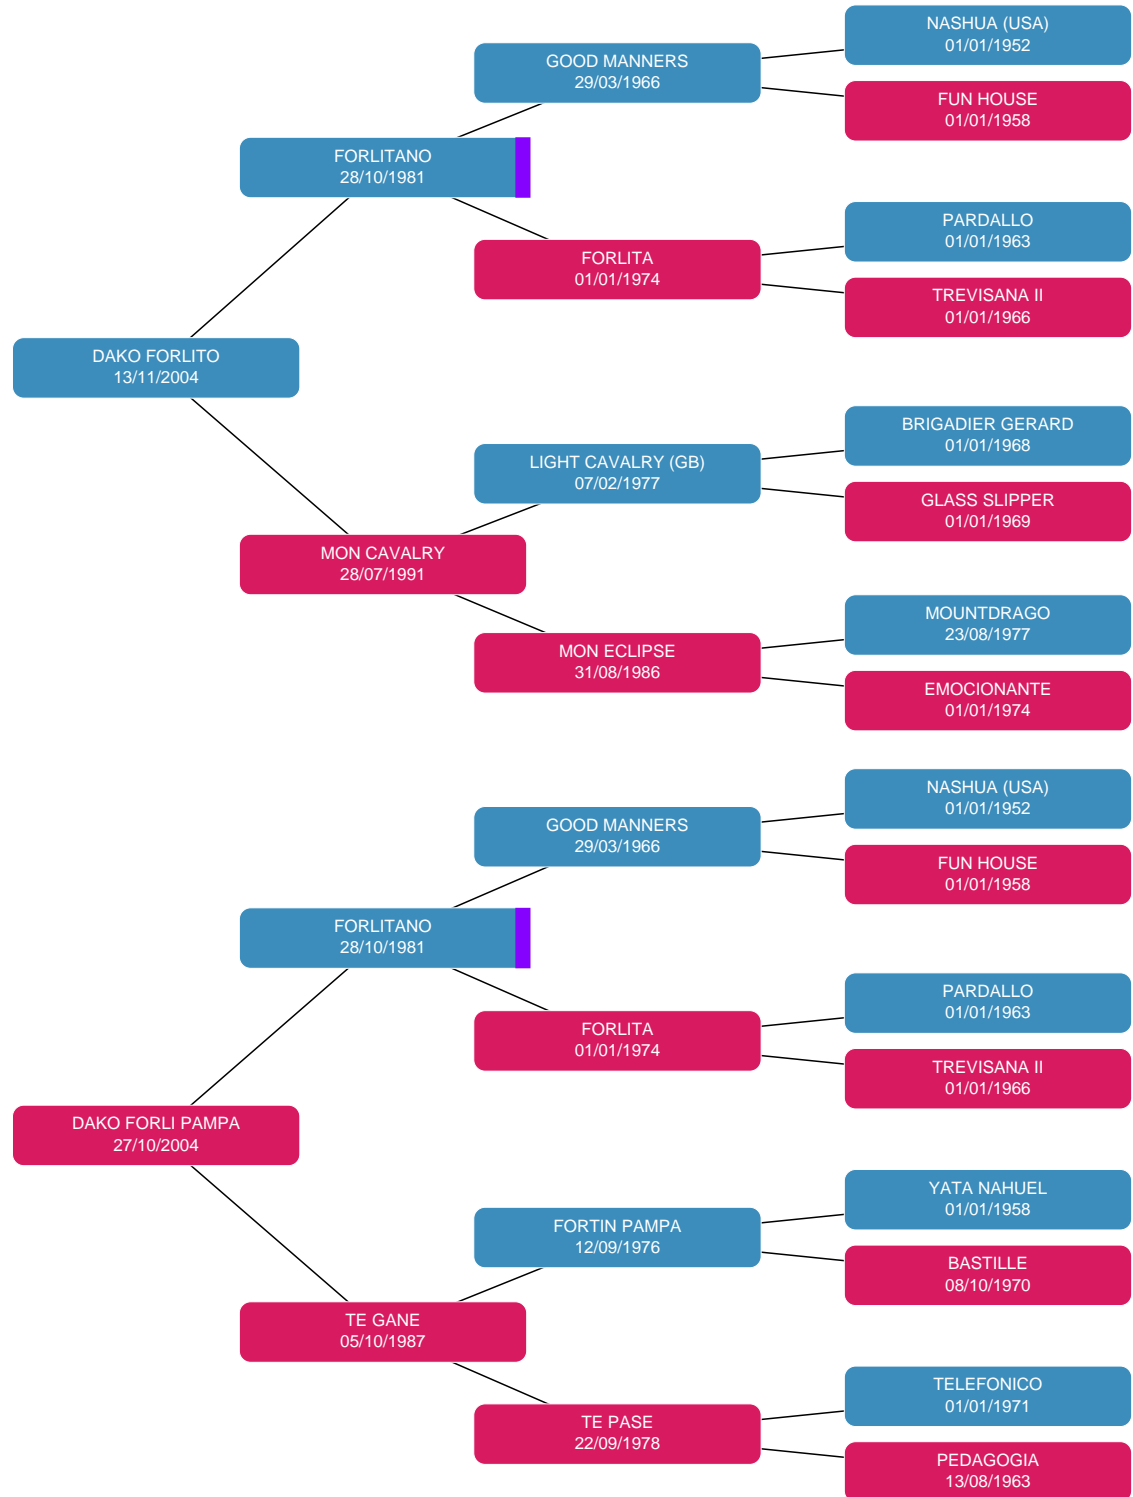 NASHUA (USA)
01/01/1952
GOOD MANNERS
29/03/1966
FUN HOUSE
01/01/1958
FORLITANO
28/10/1981
PARDALLO
01/01/1963
FORLITA
01/01/1974
TREVISANA II
01/01/1966
DAKO FORLITO
13/11/2004
BRIGADIER GERARD
01/01/1968
LIGHT CAVALRY (GB)
07/02/1977
GLASS SLIPPER
01/01/1969
MON CAVALRY
28/07/1991
MOUNTDRAGO
23/08/1977
MON ECLIPSE
31/08/1986
EMOCIONANTE
01/01/1974
NASHUA (USA)
01/01/1952
GOOD MANNERS
29/03/1966
FUN HOUSE
01/01/1958
FORLITANO
28/10/1981
PARDALLO
01/01/1963
FORLITA
01/01/1974
TREVISANA II
01/01/1966
DAKO FORLI PAMPA
27/10/2004
YATA NAHUEL
01/01/1958
FORTIN PAMPA
12/09/1976
BASTILLE
08/10/1970
TE GANE
05/10/1987
TELEFONICO
01/01/1971
TE PASE
22/09/1978
PEDAGOGIA
13/08/1963